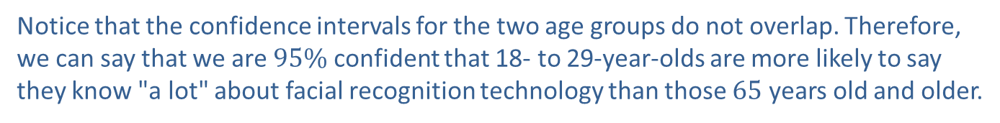 Notice that the confidence intervals for the two age groups do not overlap. Therefore,
we can say that we are 95% confident that 18- to 29-year-olds are more likely to say
they know "a lot" about facial recognition technology than those 65 years old and older.